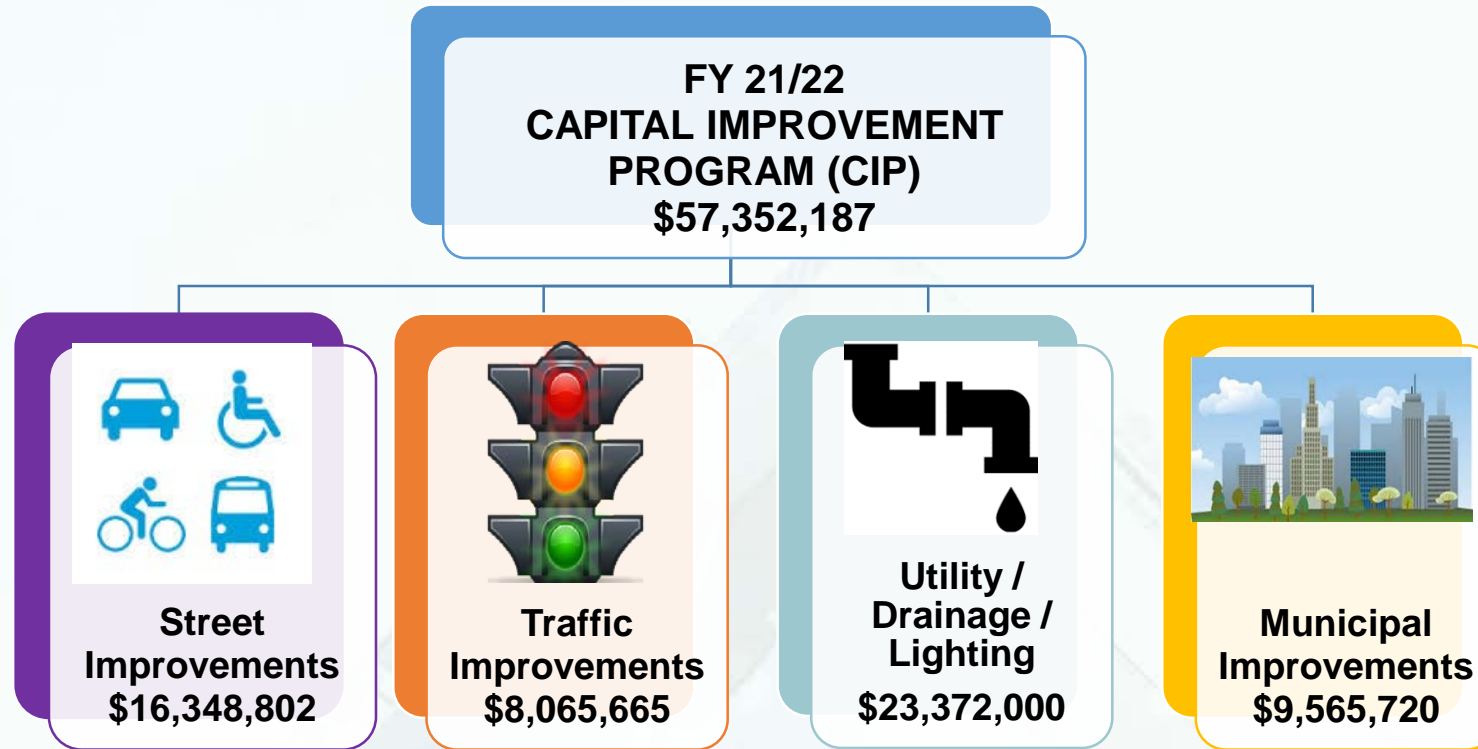 FY 21/22
CAPITAL IMPROVEMENT
PROGRAM (CIP)
$57,352,187
Street
Improvements
$16,348,802
Traffic
Improvements
$8,065,665
Utility /
Drainage /
Lighting
$23,372,000
Municipal
Improvements
$9,565,720